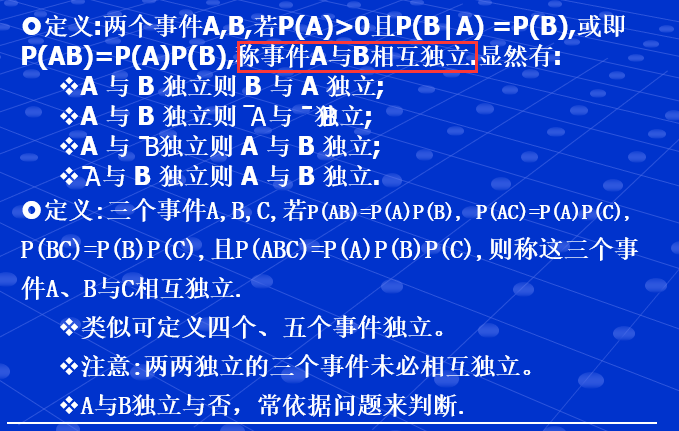 定义:两个事件A,B,若P(A)>0且P(B|A) =P(B),或即
P(AB)=P(A)P(B),称事件A与B相互独立.显然有:
❖A 与 B 独立则 B 与 A 独立;
❖A 与 B 独立则 A̅与 B̅独立;
❖A 与 B̅独立则 A 与 B 独立;
❖A̅与 B 独立则 A 与 B 独立.
定义:三个事件A,B,C,若P(AB)=P(A)P(B), P(AC)=P(A)P(C),
P(BC)=P(B)P(C),且P(ABC)=P(A)P(B)P(C),则称这三个事
件A、B与C相互独立.
❖类似可定义四个、五个事件独立。
❖注意:两两独立的三个事件未必相互独立。
❖A与B独立与否，常依据问题来判断.